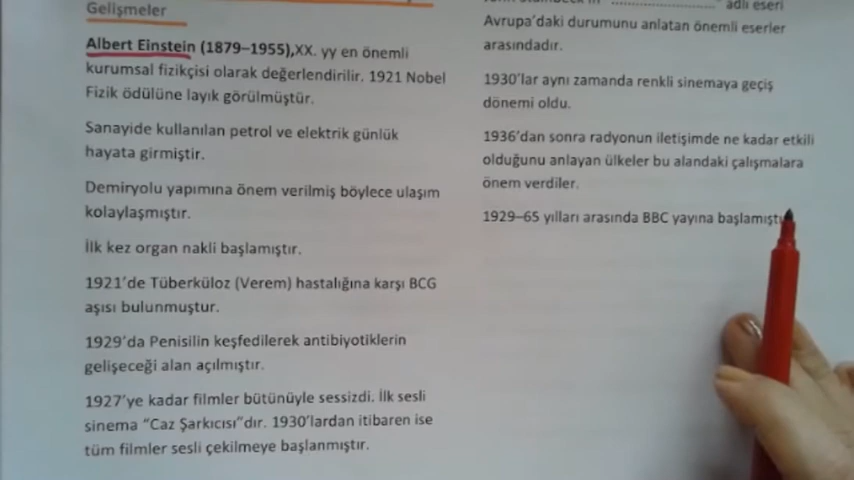 Gelişmeler
Albert Einstein (1879–1955),XX. yy en önemli
kurumsal fizikçisi olarak değerlendirilir. 1921 Nobel
Fizik ödülüne layık görülmüştür.
Sanayide kullanılan petrol ve elektrik günlük
hayata girmiştir.
Demiryolu yapımına önem verilmiş böylece ulaşım
kolaylaşmıştır.
İlk kez organ nakli başlamıştır.
1921'de Tüberküloz (Verem) hastalığına karşı BCG
aşısı bulunmuştur.
1929'da Penisilin keşfedilerek antibiyotiklerin
gelişeceği alan açılmıştır.
1927'ye kadar filmler bütünüyle sessizdi. İlk sesli
sinema “Caz Şarkıcısı”dır. 1930'lardan itibaren ise
tüm filmler sesli çekilmeye başlanmıştır.
adlı eseri
Avrupa'daki durumunu anlatan önemli eserler
arasındadır.
1930'lar aynı zamanda renkli sinemaya geçiş
dönemi oldu.
1936'dan sonra radyonun iletişimde ne kadar etkili
olduğunu anlayan ülkeler bu alandaki çalışmalara
önem verdiler.
1929–65 yılları arasında BBC yayına